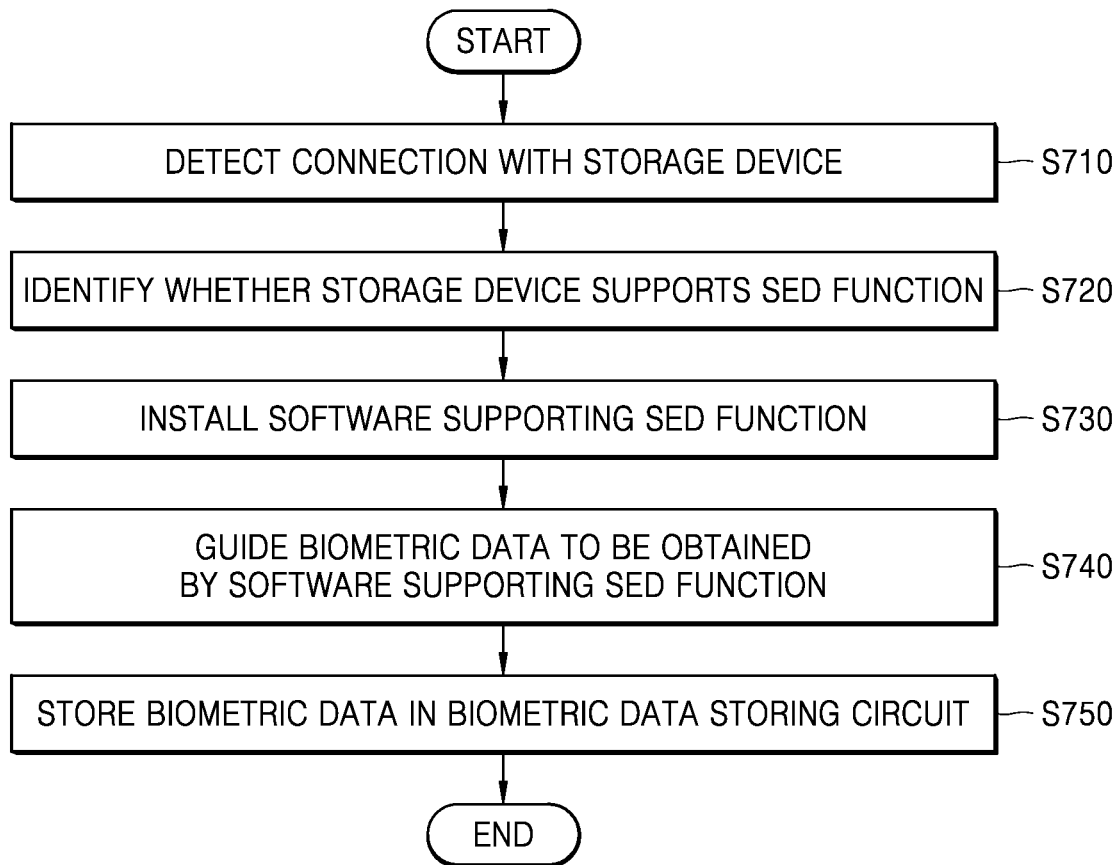 START
DETECT CONNECTION WITH STORAGE DEVICE
S710
IDENTIFY WHETHER STORAGE DEVICE SUPPORTS SED FUNCTION
S720
INSTALL SOFTWARE SUPPORTING SED FUNCTION
S730
GUIDE BIOMETRIC DATA TO BE OBTAINED
BY SOFTWARE SUPPORTING SED FUNCTION
S740
STORE BIOMETRIC DATA IN BIOMETRIC DATA STORING CIRCUIT
S750
END